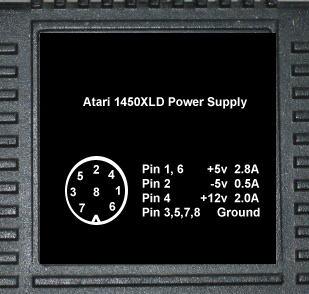 Atari 1450XLD Power Supply
2
5 4
3 8 1
7 6
Pin 1, 6 +5v 2.8A
Pin 2 -5v 0.5A
Pin 4 +12v 2.0A
Pin 3,5,7,8 Ground